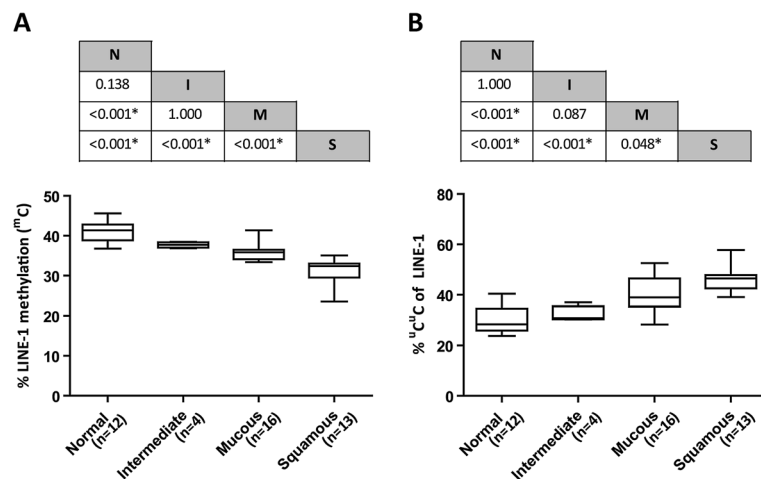 A
N
0.138 I
<0.001* 1.000 M
<0.001* <0.001* <0.001* S
% LINE-1 methylation (ᵐC)
50
40
30
20
10
0
Normal (n=12)
Intermediate (n=4)
Mucous (n=16)
Squamous (n=13)
B
N
1.000 I
<0.001* 0.087 M
<0.001* <0.001* 0.048* S
% ᵘCᵘC of LINE-1
80
60
40
20
0
Normal (n=12)
Intermediate (n=4)
Mucous (n=16)
Squamous (n=13)